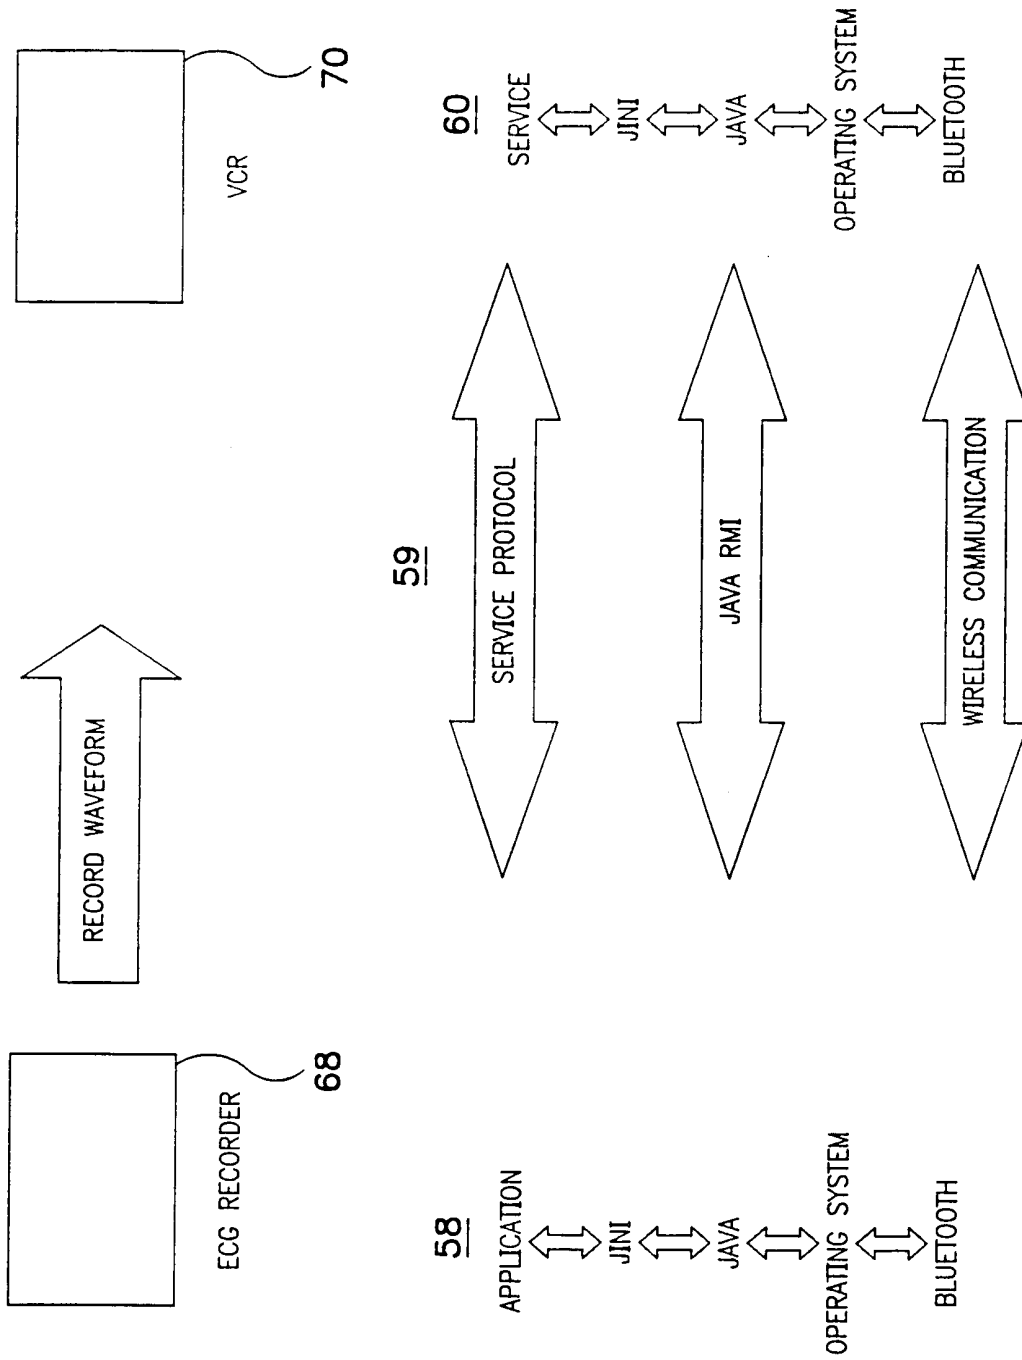 ECG RECORDER
68
RECORD WAVEFORM
VCR
70
58
APPLICATION
JINI
JAVA
OPERATING SYSTEM
BLUETOOTH
59
SERVICE PROTOCOL
JAVA RMI
WIRELESS COMMUNICATION
60
SERVICE
JINI
JAVA
OPERATING SYSTEM
BLUETOOTH